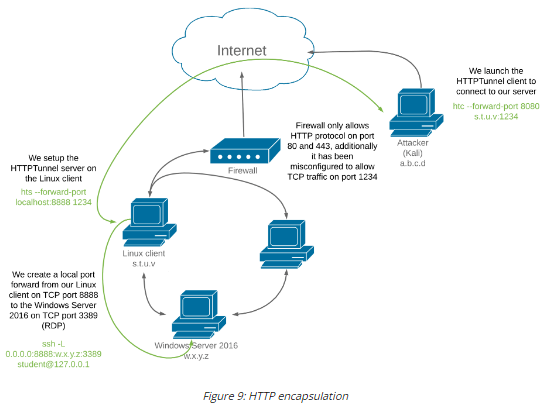 Internet
We launch the
HTTPTunnel client to
connect to our server
htc --forward-port 8080
s.t.u.v:1234
Attacker
(Kali)
a.b.c.d
Firewall only allows
HTTP protocol on port
80 and 443, additionally
it has been
misconfigured to allow
TCP traffic on port 1234
Firewall
We setup the
HTTPTunnel server on
the Linux client
hts --forward-port
localhost:8888 1234
Linux client
s.t.u.v
We create a local port
forward from our Linux
client on TCP port 8888
to the Windows Server
2016 on TCP port 3389
(RDP)
ssh -L
0.0.0.0:8888:w.x.y.z:3389
student@127.0.0.1
Windows Server 2016
w.x.y.z
Figure 9: HTTP encapsulation